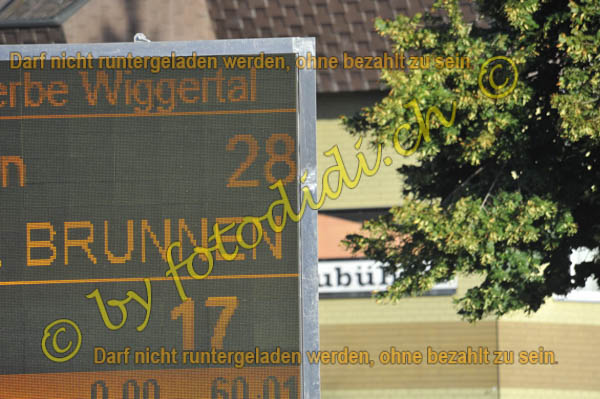 Darf nicht runtergeladen werden, ohne bezahlt zu sein.
erbe Wiggertal
n 28
. BRUNNEN
© by fotodidi.ch ©
17
Darf nicht runtergeladen werden, ohne bezahlt zu sein.
0.00 60.01